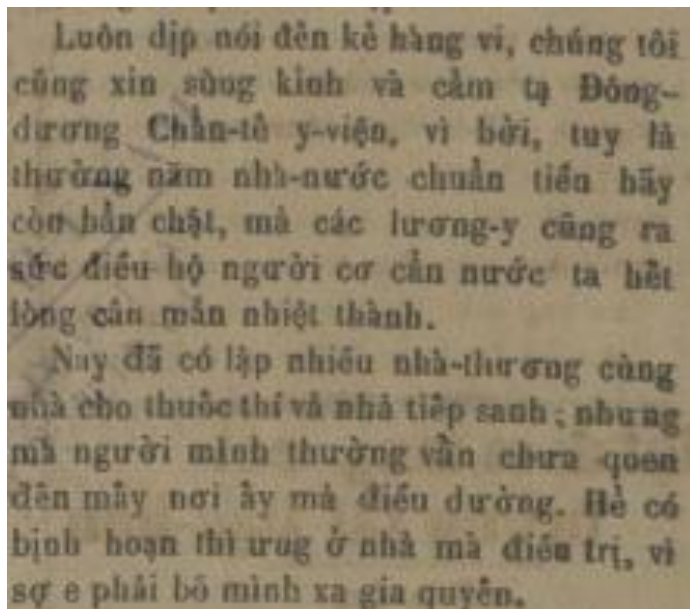 Luôn dịp nói đến kẻ hàng vi, chúng tôi
cũng xin sùng kính và cảm tạ Đông-
dương Chẩn-tế y-viện, vì bởi, tuy là
thường năm nhà-nước chuẩn tiền hãy
còn bần chật, mà các lương-y cũng ra
sức điều hộ người cơ cẩn nước ta hết
lòng cần mẫn nhiệt thành.
Nay đã có lập nhiều nhà-thương cùng
nhà cho thuốc thí và nhà tiếp sanh; nhưng
mà người mình thường vẫn chưa quen
đến mấy nơi ấy mà điều dưỡng. Hễ có
bịnh hoạn thì ưng ở nhà mà điều trị, vì
sợ e phải bỏ mình xa gia quyến.